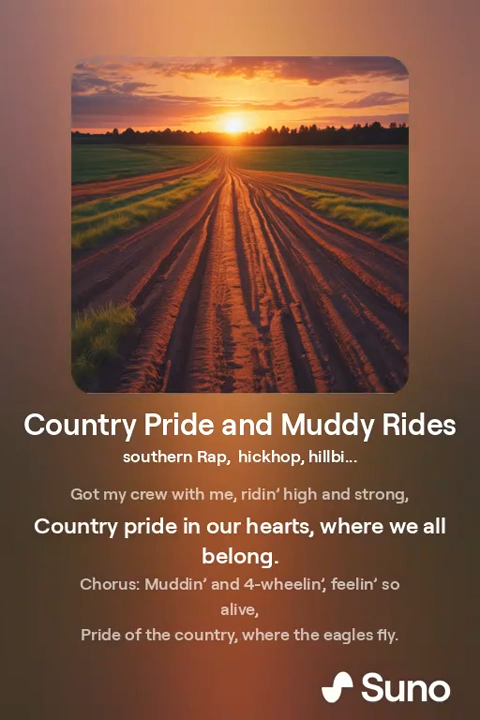 Country Pride and Muddy Rides
southern Rap, hickhop, hillbi...
Got my crew with me, ridin' high and strong,
Country pride in our hearts, where we all
belong.
Chorus: Muddin' and 4-wheelin', feelin' so
alive,
Pride of the country, where the eagles fly.
Suno